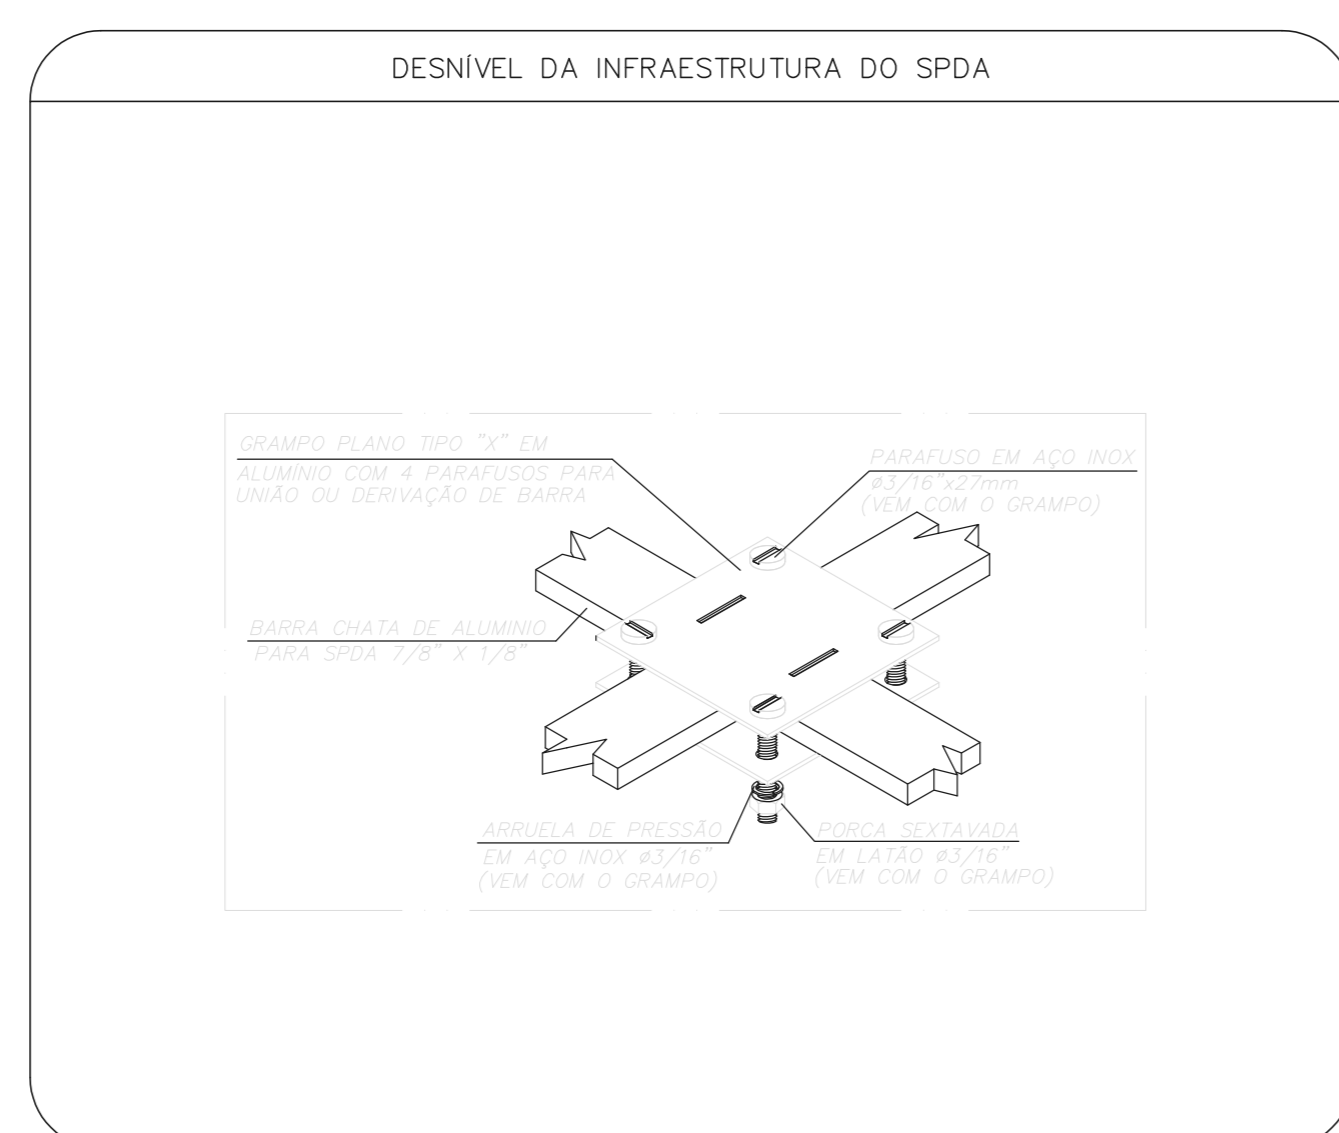 DESNÍVEL DA INFRAESTRUTURA DO SPDA
GRAMPO PLANO TIPO "X" EM
ALUMÍNIO COM 4 PARAFUSOS PARA
UNIÃO OU DERIVAÇÃO DE BARRA
PARAFUSO EM AÇO INOX
ø3/16"x27mm
(VEM COM O GRAMPO)
BARRA CHATA DE ALUMINIO
PARA SPDA 7/8" X 1/8"
ARRUELA DE PRESSÃO
EM AÇO INOX ø3/16"
(VEM COM O GRAMPO)
PORCA SEXTAVADA
EM LATÃO ø3/16"
(VEM COM O GRAMPO)